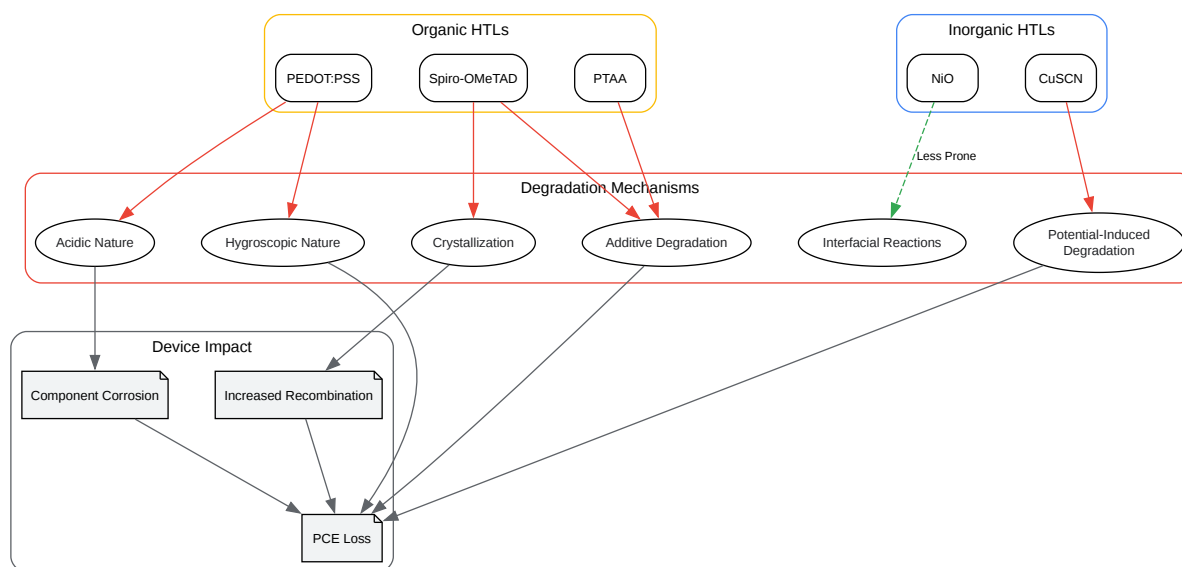 Organic HTLs
Inorganic HTLs
PEDOT:PSS
Spiro-OMeTAD
PTAA
NiO
CuSCN
Less Prone
Degradation Mechanisms
Acidic Nature
Hygroscopic Nature
Crystallization
Additive Degradation
Interfacial Reactions
Potential-Induced
Degradation
Device Impact
Component Corrosion
Increased Recombination
PCE Loss